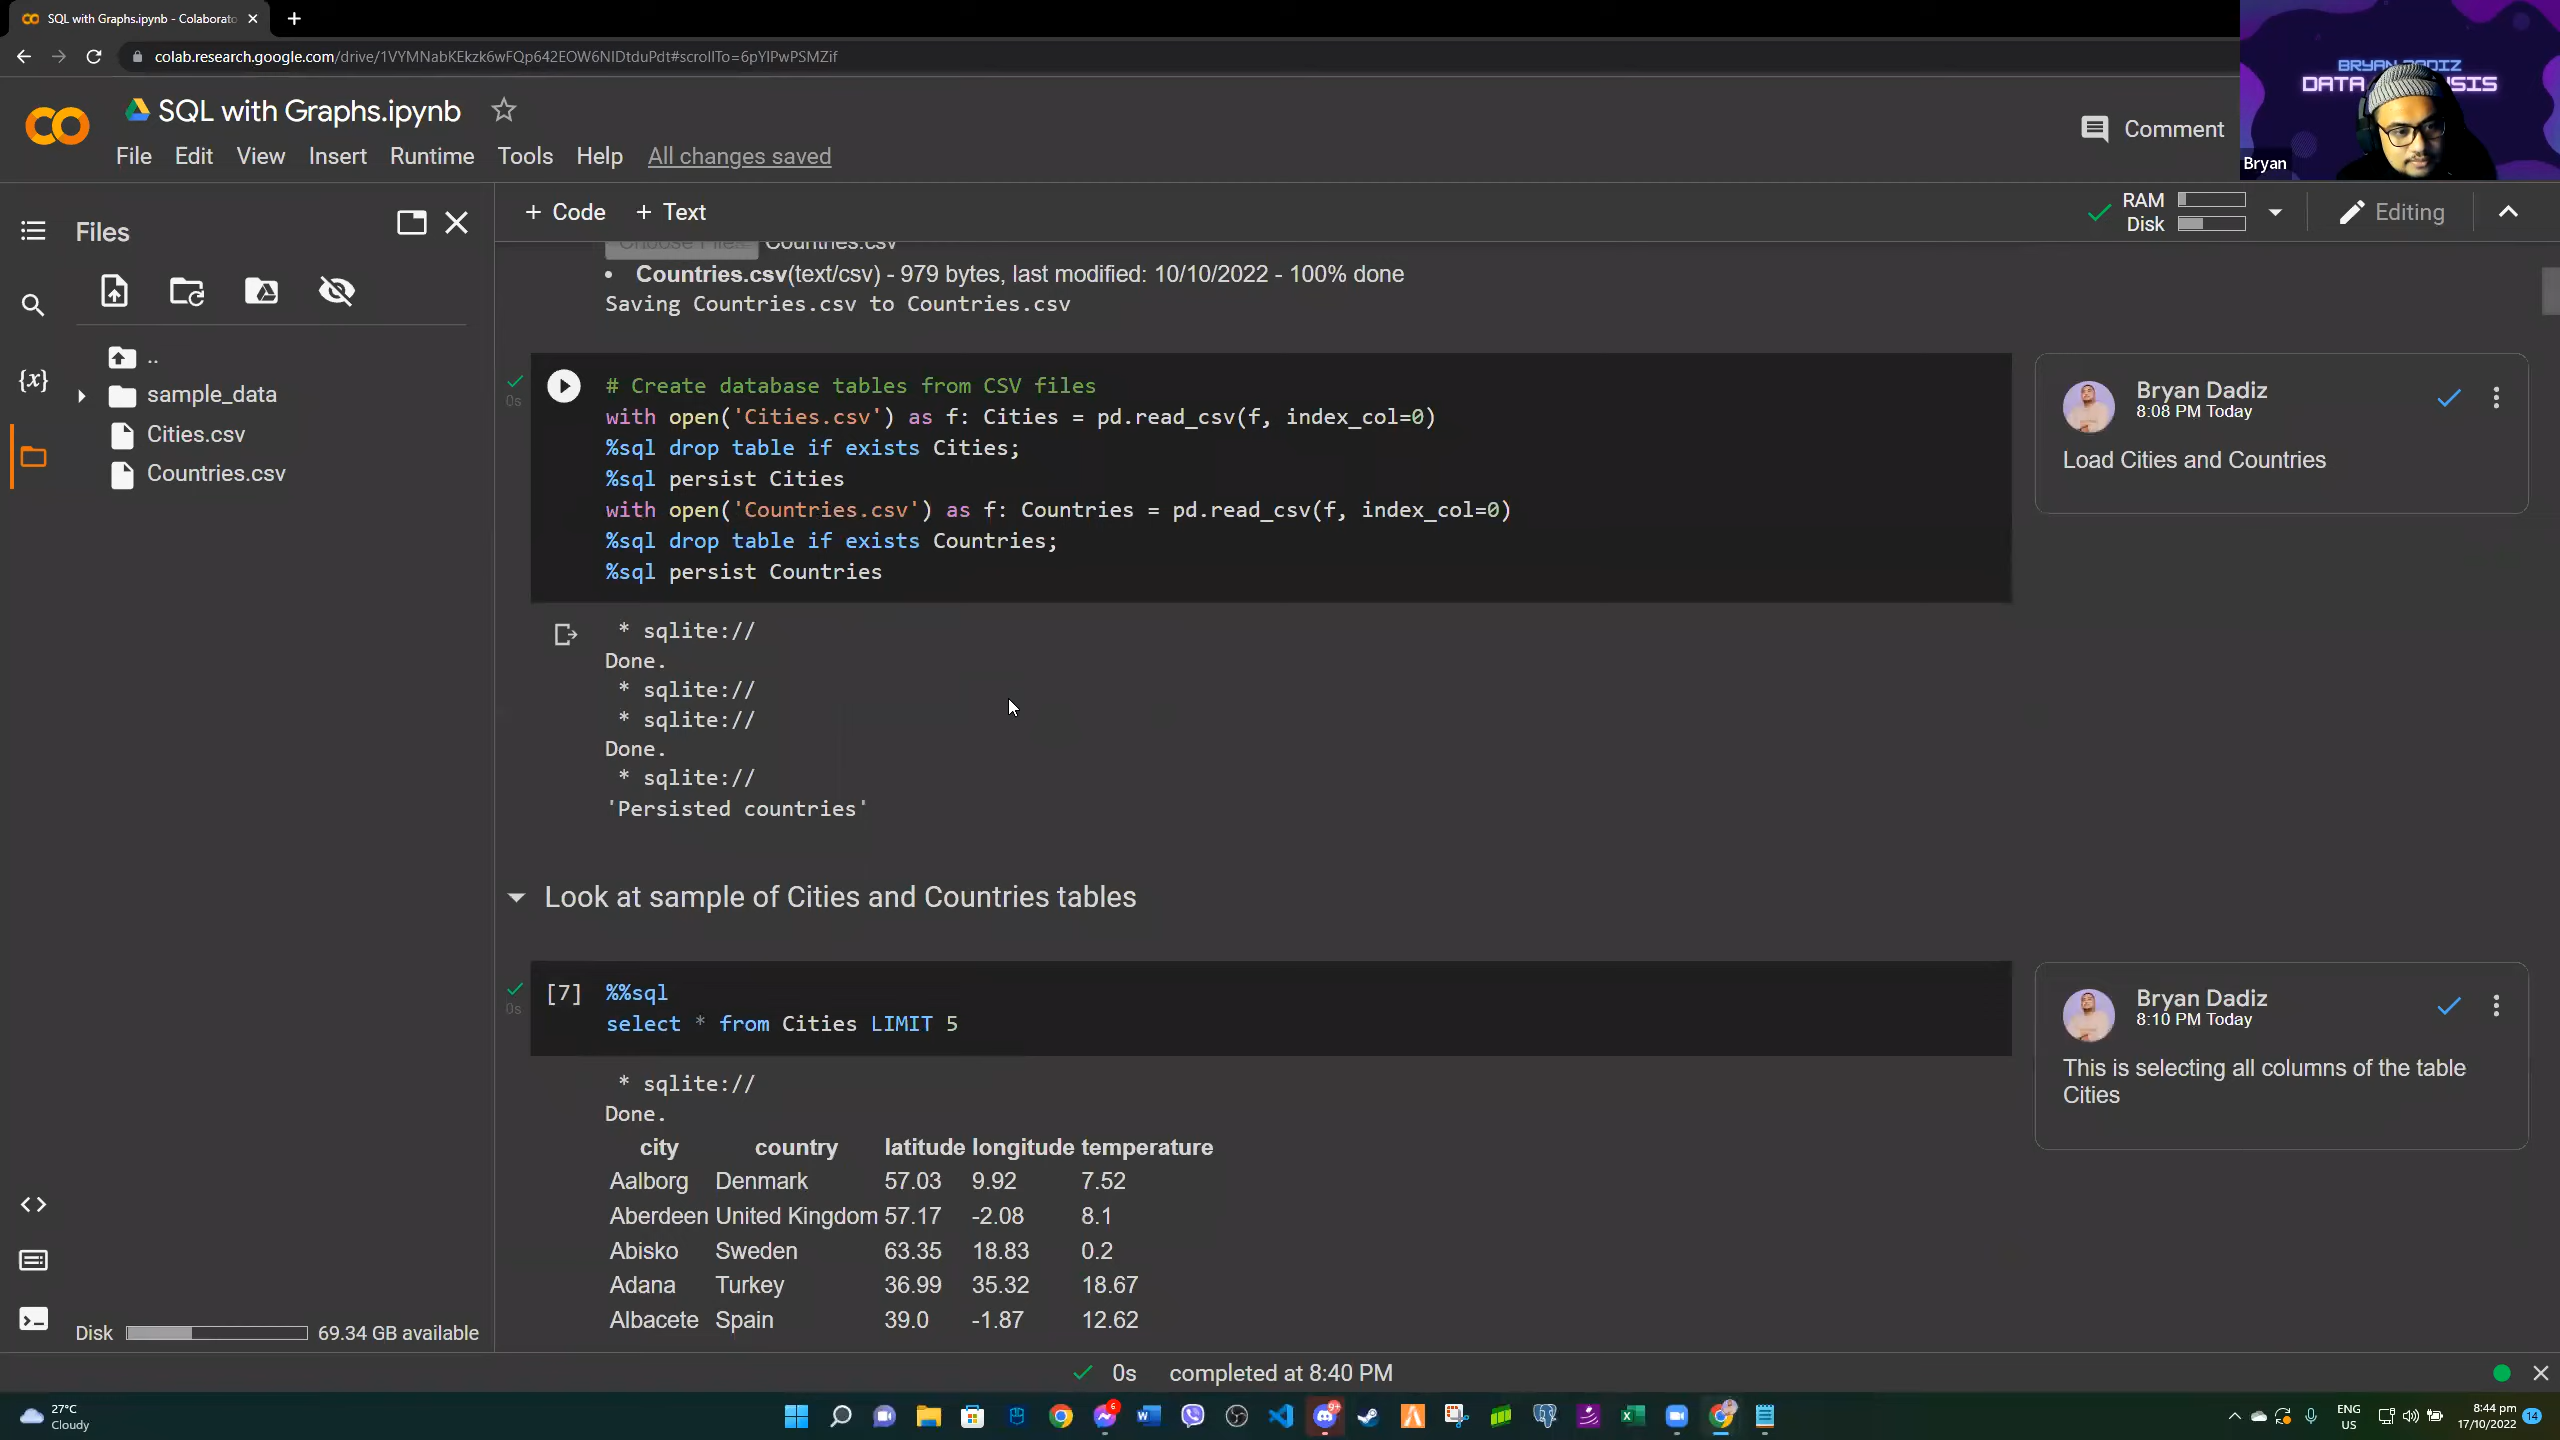 SQL with Graphs.ipynb - Colaborato
colab.research.google.com/drive/1VYMNabKEkzk6wFQp642EOW6NIDtduPdt#scrollTo=6pYIPwPSMZif
BRYAN DADIZ
DATA
SIS
Bryan
SQL with Graphs.ipynb
File Edit View Insert Runtime Tools Help All changes saved
Comment
Files
+ Code + Text
RAM
Disk
Editing
..
sample_data
Cities.csv
Countries.csv
Choose Files Countries.csv
• Countries.csv(text/csv) - 979 bytes, last modified: 10/10/2022 - 100% done
Saving Countries.csv to Countries.csv
0s
# Create database tables from CSV files
with open('Cities.csv') as f: Cities = pd.read_csv(f, index_col=0)
%sql drop table if exists Cities;
%sql persist Cities
with open('Countries.csv') as f: Countries = pd.read_csv(f, index_col=0)
%sql drop table if exists Countries;
%sql persist Countries
Bryan Dadiz
8:08 PM Today
Load Cities and Countries
* sqlite://
Done.
* sqlite://
* sqlite://
Done.
* sqlite://
'Persisted countries'
Look at sample of Cities and Countries tables
0s
[7] %%sql
select * from Cities LIMIT 5
Bryan Dadiz
8:10 PM Today
This is selecting all columns of the table
Cities
* sqlite://
Done.
city country latitude longitude temperature
Aalborg Denmark 57.03 9.92 7.52
Aberdeen United Kingdom 57.17 -2.08 8.1
Abisko Sweden 63.35 18.83 0.2
Adana Turkey 36.99 35.32 18.67
Albacete Spain 39.0 -1.87 12.62
Disk 69.34 GB available
0s completed at 8:40 PM
27°C
Cloudy
6
9+
ENG
US
8:44 pm
17/10/2022
14